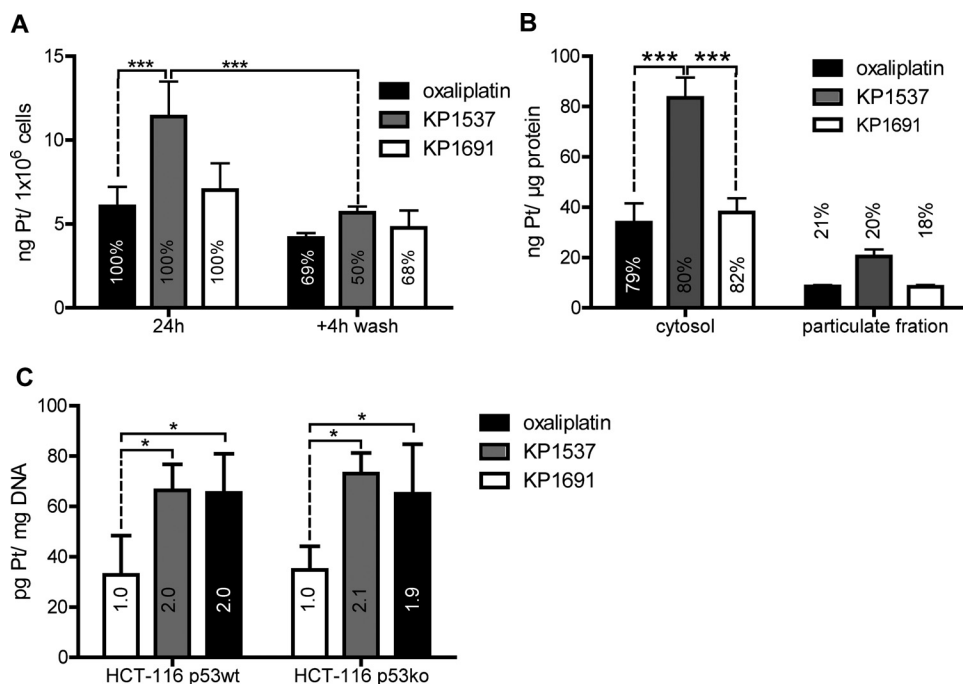 A
ng Pt/ 1x10⁶ cells
15
10
5
0
***
***
oxaliplatin
KP1537
KP1691
100%
100%
100%
69%
50%
68%
24h
+4h wash
B
ng Pt/ µg protein
100
80
60
40
20
0
***
***
oxaliplatin
KP1537
KP1691
79%
80%
82%
21%
20%
18%
cytosol
particulate fration
C
pg Pt/ mg DNA
100
80
60
40
20
0
*
*
*
*
oxaliplatin
KP1537
KP1691
1.0
2.0
2.0
1.0
2.1
1.9
HCT-116 p53wt
HCT-116 p53ko